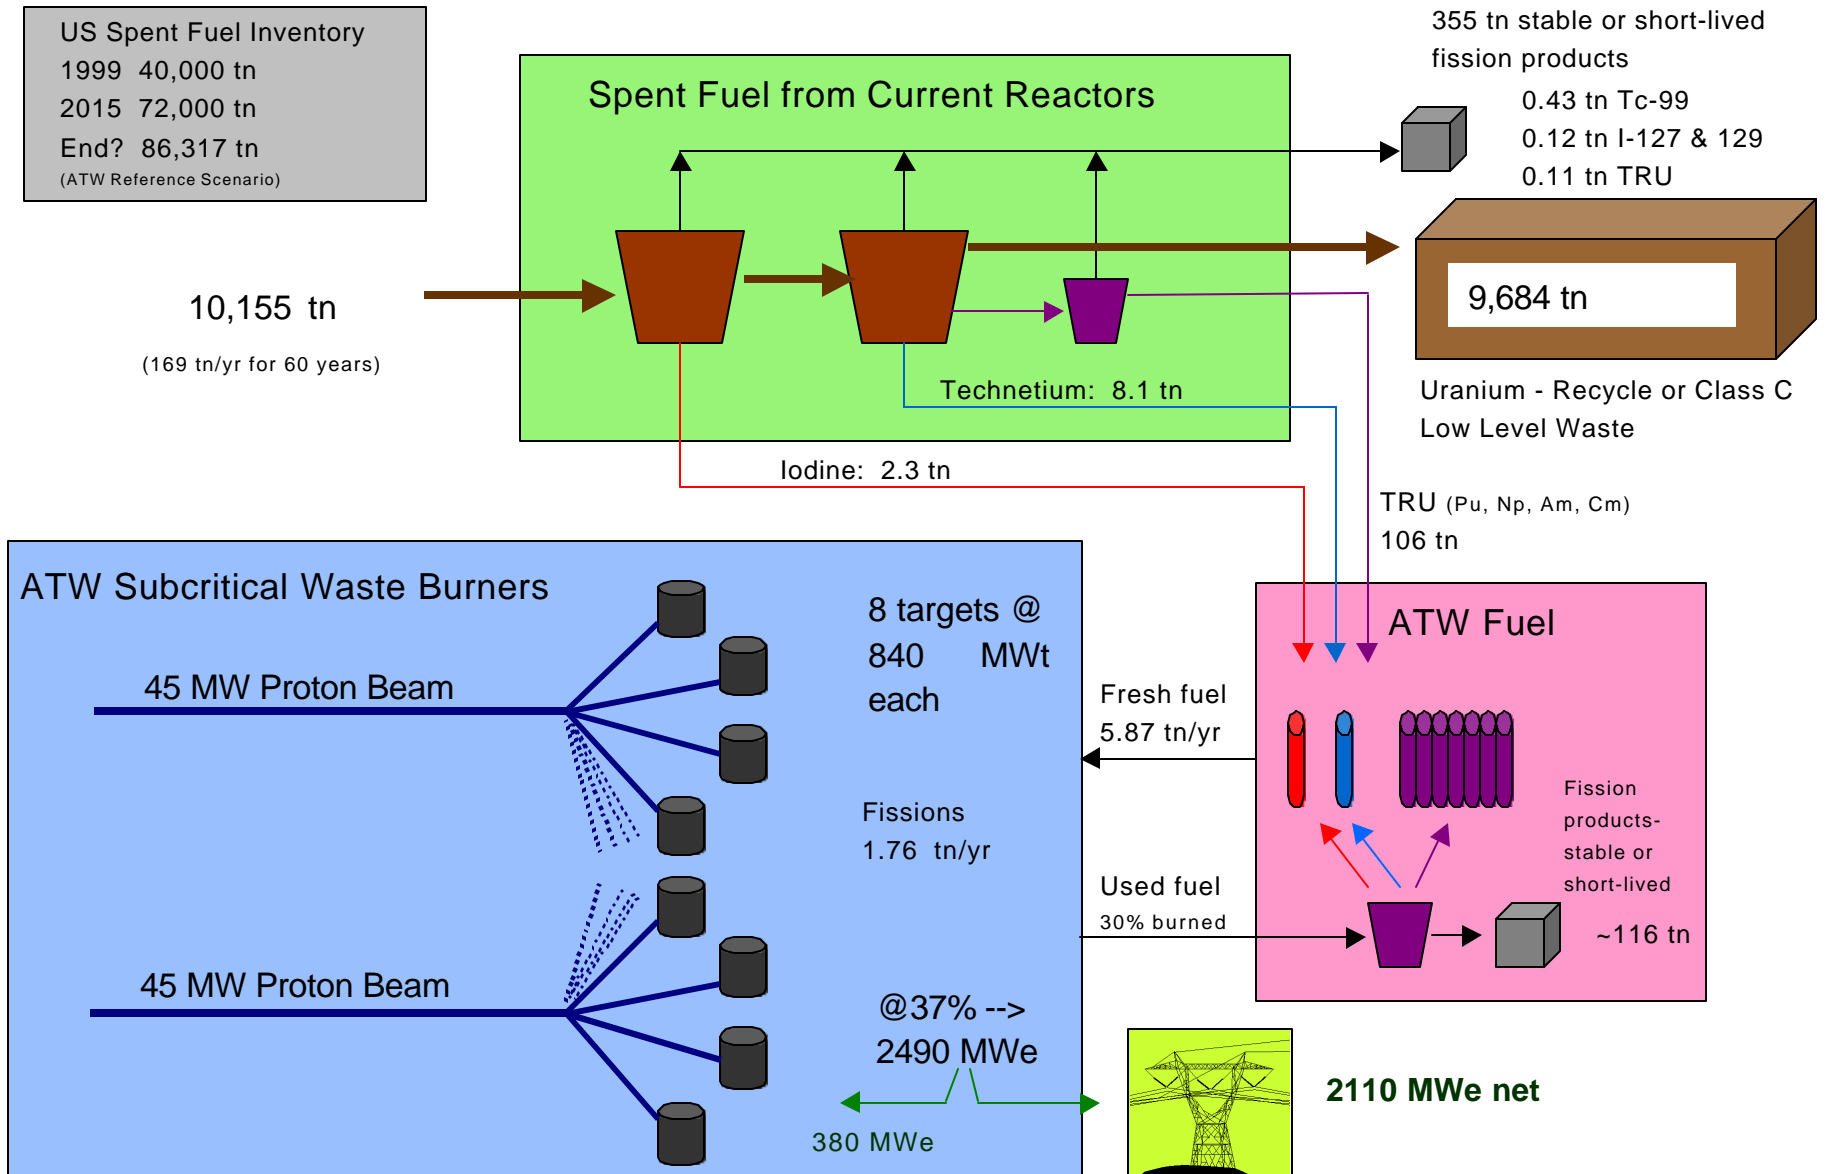 US Spent Fuel Inventory
1999 40,000 tn
2015 72,000 tn
End? 86,317 tn
(ATW Reference Scenario)
Spent Fuel from Current Reactors
355 tn stable or short-lived
fission products
0.43 tn Tc-99
0.12 tn I-127 & 129
0.11 tn TRU
10,155 tn
(169 tn/yr for 60 years)
9,684 tn
Uranium - Recycle or Class C
Low Level Waste
Technetium: 8.1 tn
Iodine: 2.3 tn
TRU (Pu, Np, Am, Cm)
106 tn
ATW Subcritical Waste Burners
45 MW Proton Beam
8 targets @
840 MWt
each
Fissions
1.76 tn/yr
45 MW Proton Beam
@37% -->
2490 MWe
380 MWe
Fresh fuel
5.87 tn/yr
Used fuel
30% burned
ATW Fuel
Fission
products-
stable or
short-lived
~116 tn
2110 MWe net